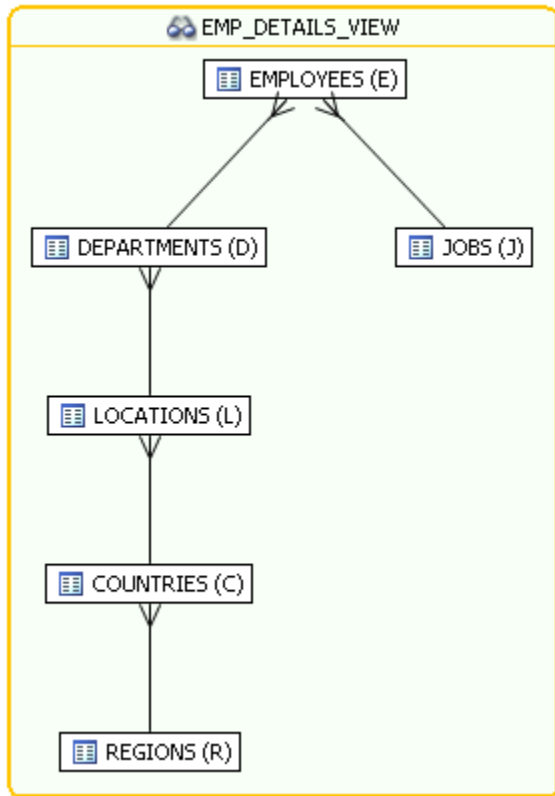 EMP_DETAILS_VIEW
EMPLOYEES (E)
DEPARTMENTS (D)
JOBS (J)
LOCATIONS (L)
COUNTRIES (C)
REGIONS (R)